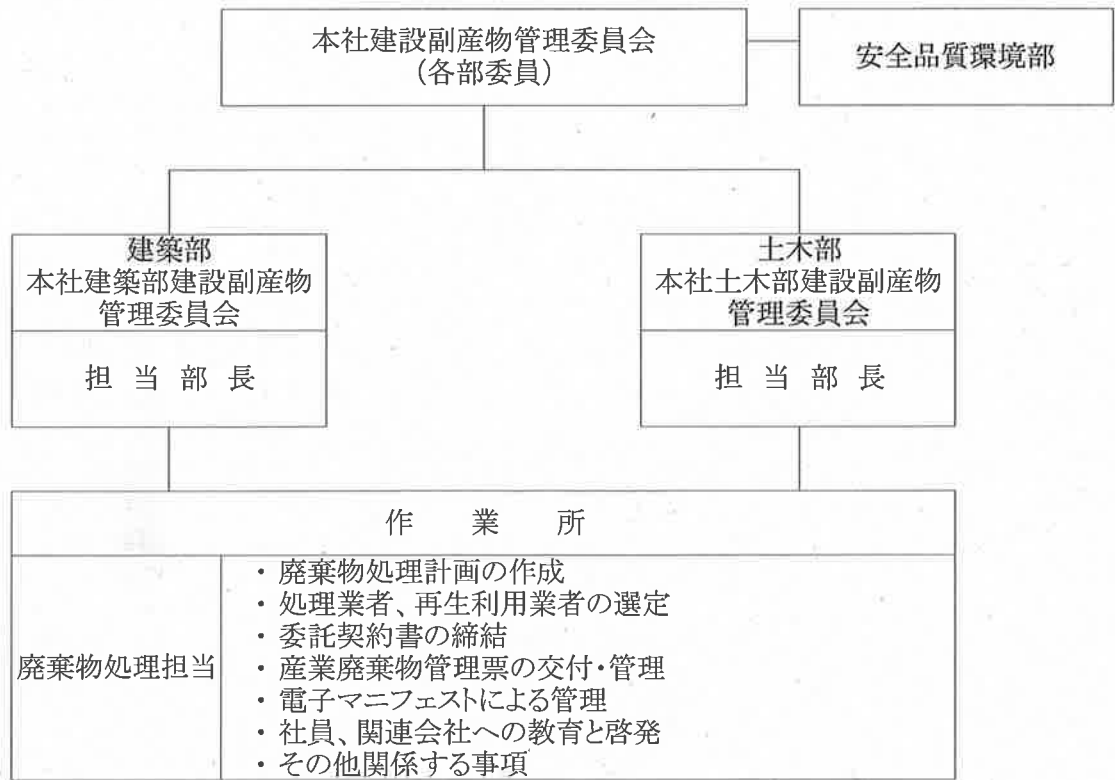 本社建設副産物管理委員会
(各部委員)
安全品質環境部
建築部
本社建築部建設副産物
管理委員会
担 当 部 長
土木部
本社土木部建設副産物
管理委員会
担 当 部 長
作 業 所
廃棄物処理担当
・ 廃棄物処理計画の作成
・ 処理業者、再生利用業者の選定
・ 委託契約書の締結
・ 産業廃棄物管理票の交付・管理
・ 電子マニフェストによる管理
・ 社員、関連会社への教育と啓発
・ その他関係する事項